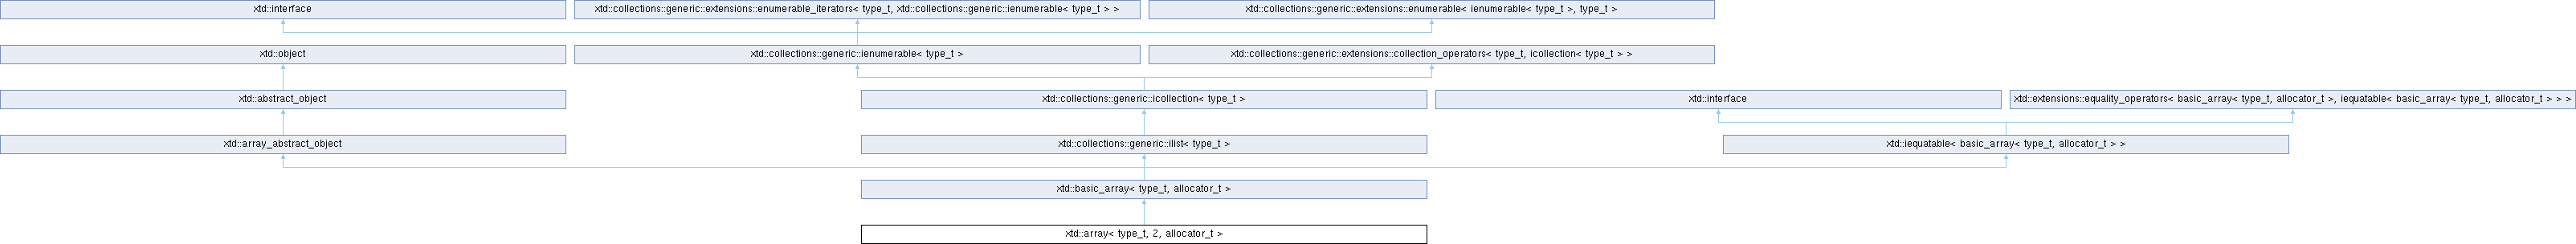 xtd::interface
xtd::collections::generic::extensions::enumerable_iterators< type_t, xtd::collections::generic::ienumerable< type_t > >
xtd::collections::generic::extensions::enumerable< ienumerable< type_t >, type_t >
xtd::object
xtd::collections::generic::ienumerable< type_t >
xtd::collections::generic::extensions::collection_operators< type_t, icollection< type_t > >
xtd::abstract_object
xtd::collections::generic::icollection< type_t >
xtd::interface
xtd::extensions::equality_operators< basic_array< type_t, allocator_t >, iequatable< basic_array< type_t, allocator_t > > >
xtd::array_abstract_object
xtd::collections::generic::ilist< type_t >
xtd::iequatable< basic_array< type_t, allocator_t > >
xtd::basic_array< type_t, allocator_t >
xtd::array< type_t, 2, allocator_t >